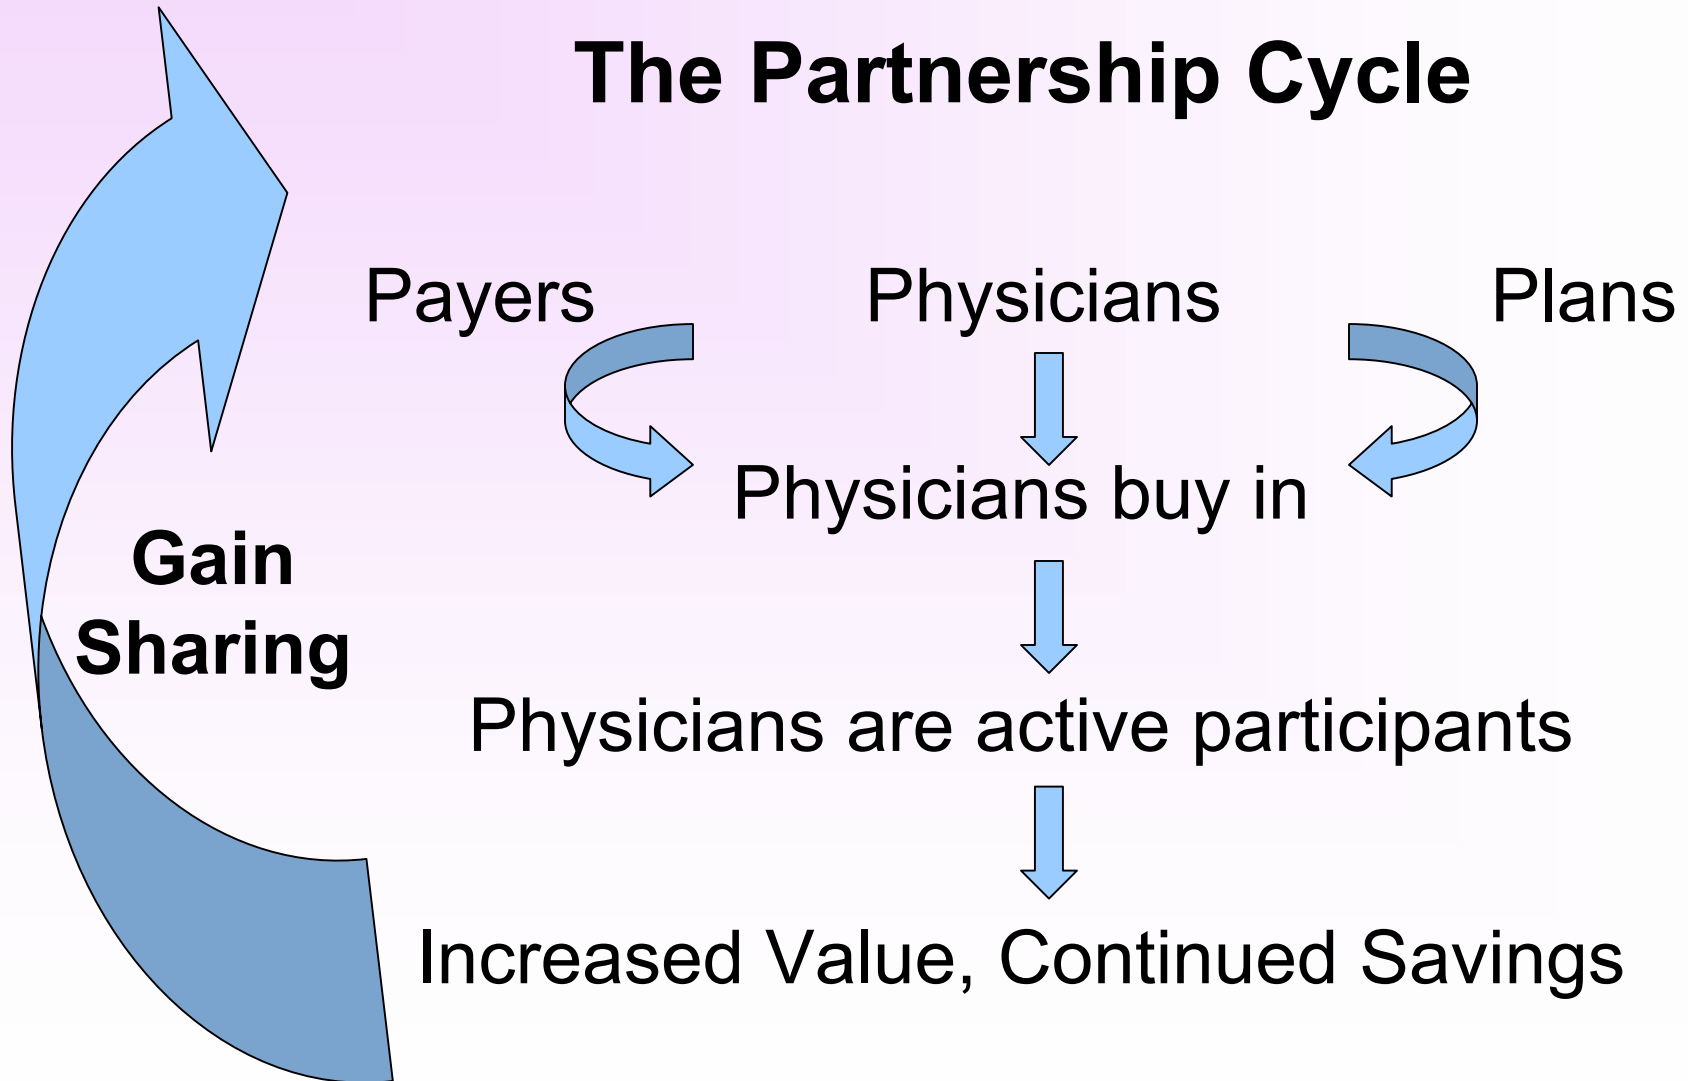 The Partnership Cycle
Payers Physicians Plans
Physicians buy in
Gain
Sharing
Physicians are active participants
Increased Value, Continued Savings